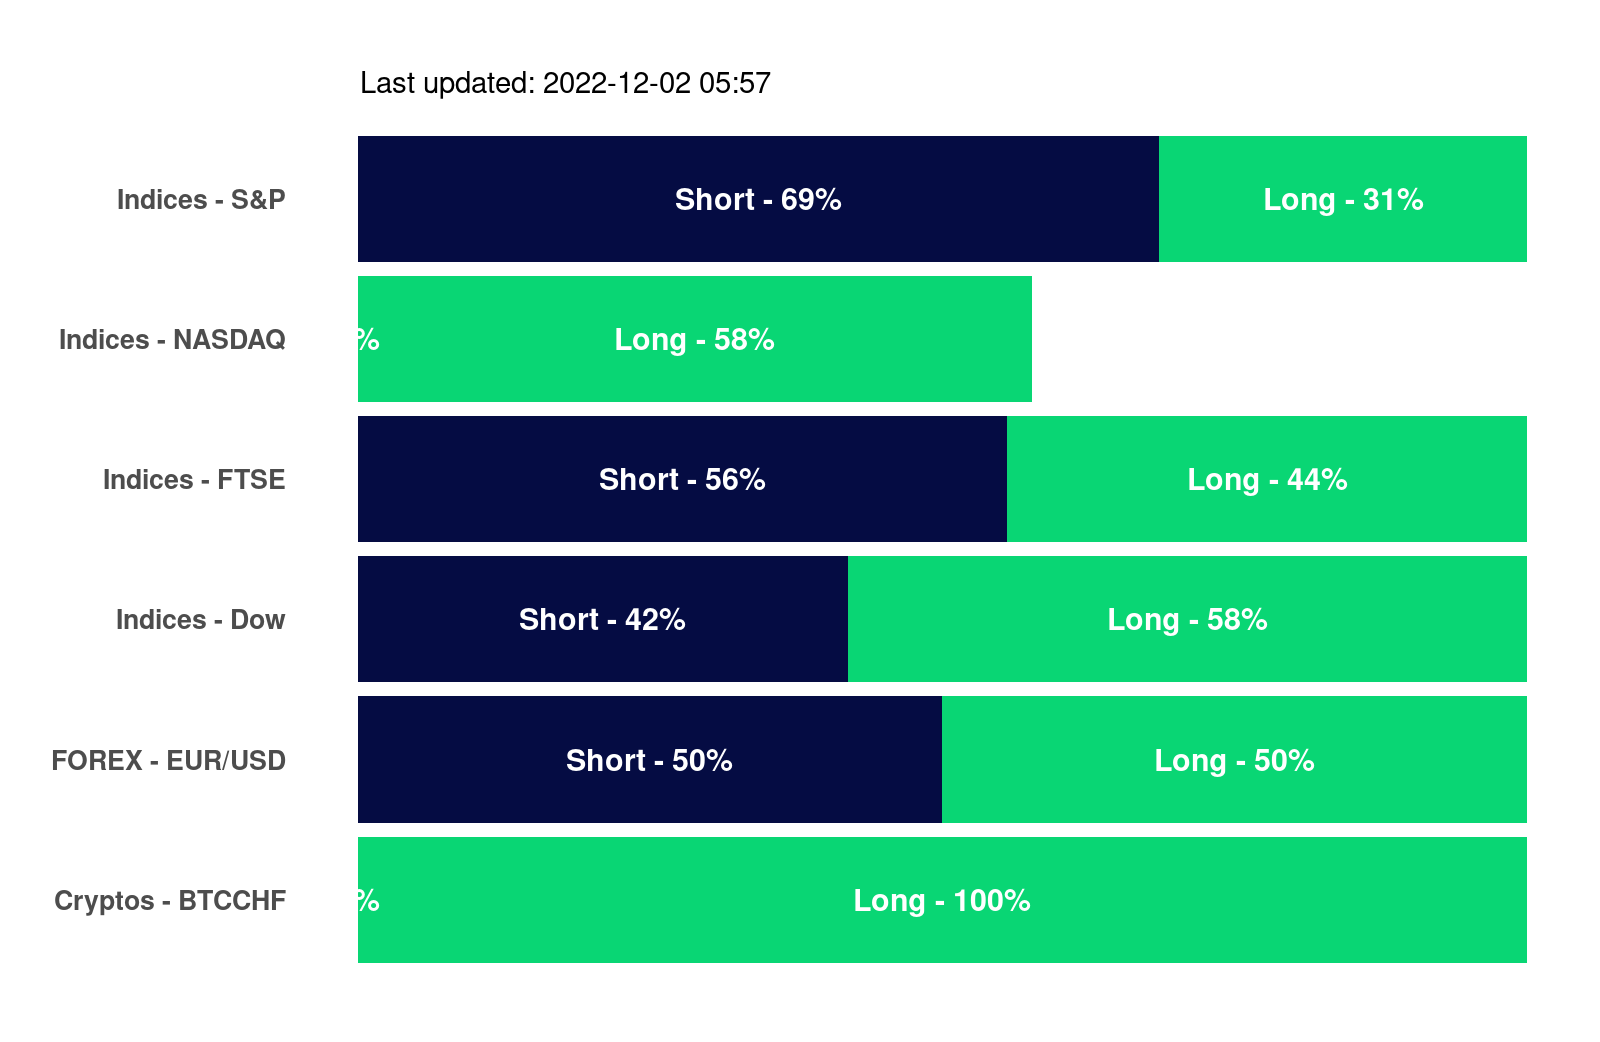 Last updated: 2022-12-02 05:57
Indices - S&P Short - 69% Long - 31%
Indices - NASDAQ % Long - 58%
Indices - FTSE Short - 56% Long - 44%
Indices - Dow Short - 42% Long - 58%
FOREX - EUR/USD Short - 50% Long - 50%
Cryptos - BTCCHF % Long - 100%